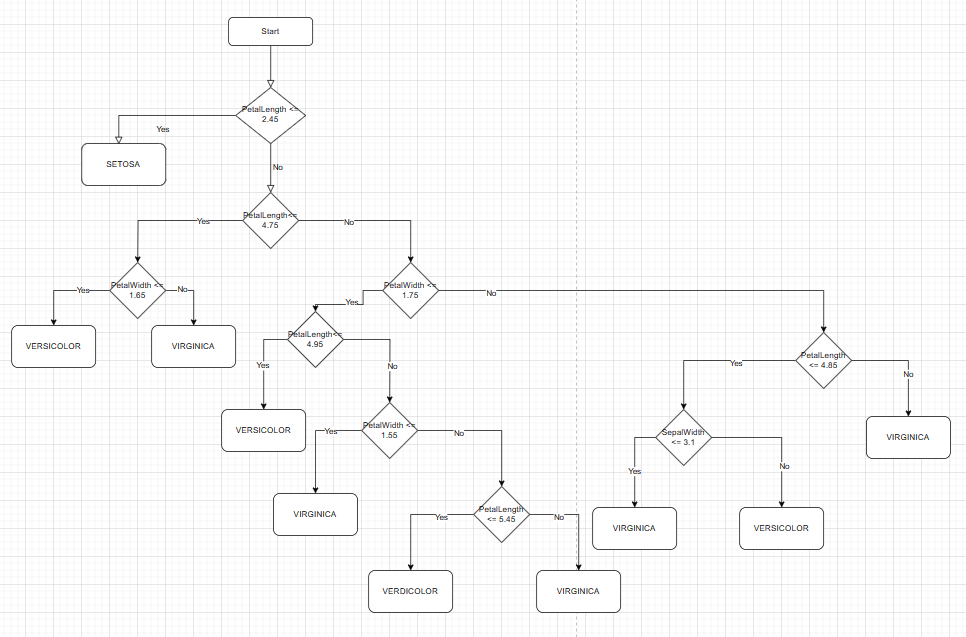 Start
PetalLength <=
2.45
Yes
SETOSA
No
PetalLength<=
4.75
Yes
No
PetalWidth <=
1.65
Yes
No
VERSICOLOR
VIRGINICA
PetalWidth <=
1.75
Yes
No
PetalLength<=
4.95
Yes
No
VERSICOLOR
PetalWidth <=
1.55
Yes
No
VIRGINICA
PetalLength
<= 5.45
Yes
No
VERDICOLOR
VIRGINICA
PetalLength
<= 4.85
Yes
No
SepalWidth
<= 3.1
Yes
No
VIRGINICA
VERSICOLOR
VIRGINICA